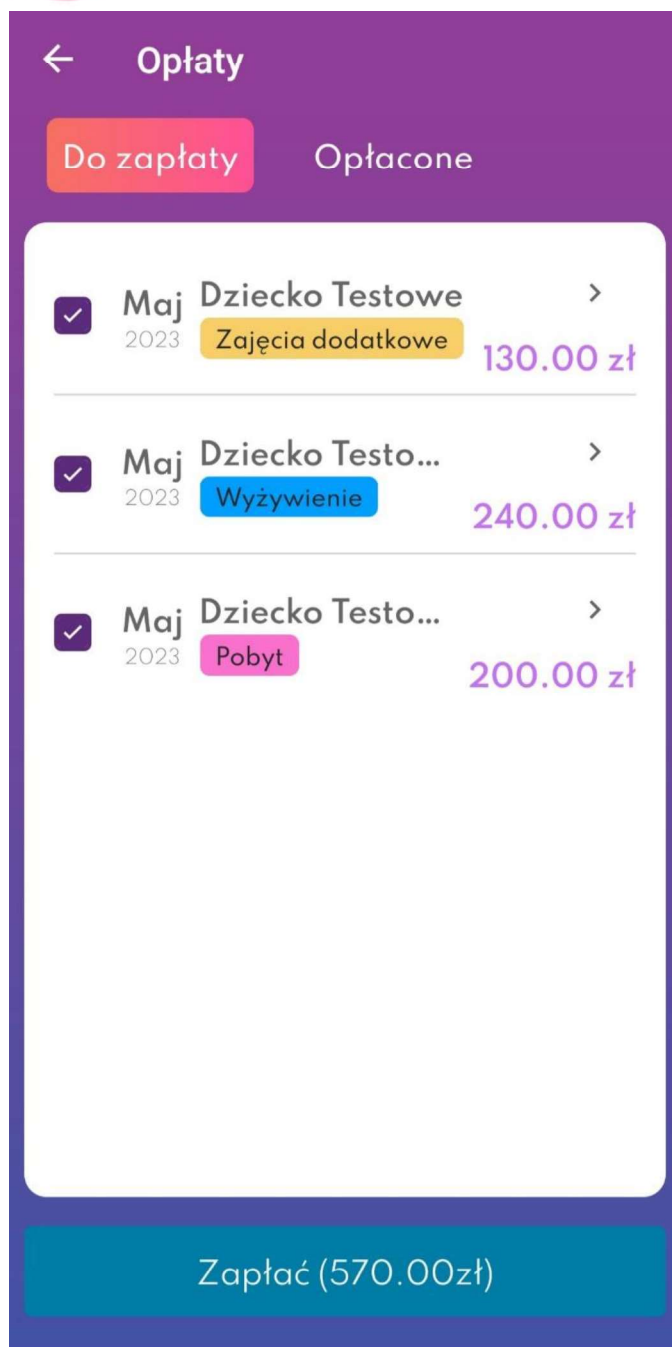 Opłaty
Do zapłaty Opłacone
Maj Dziecko Testowe
2023 Zajęcia dodatkowe
130.00 zł
Maj Dziecko Testo...
2023 Wyżywienie
240.00 zł
Maj Dziecko Testo...
2023 Pobyt
200.00 zł
Zapłać (570.00zł)